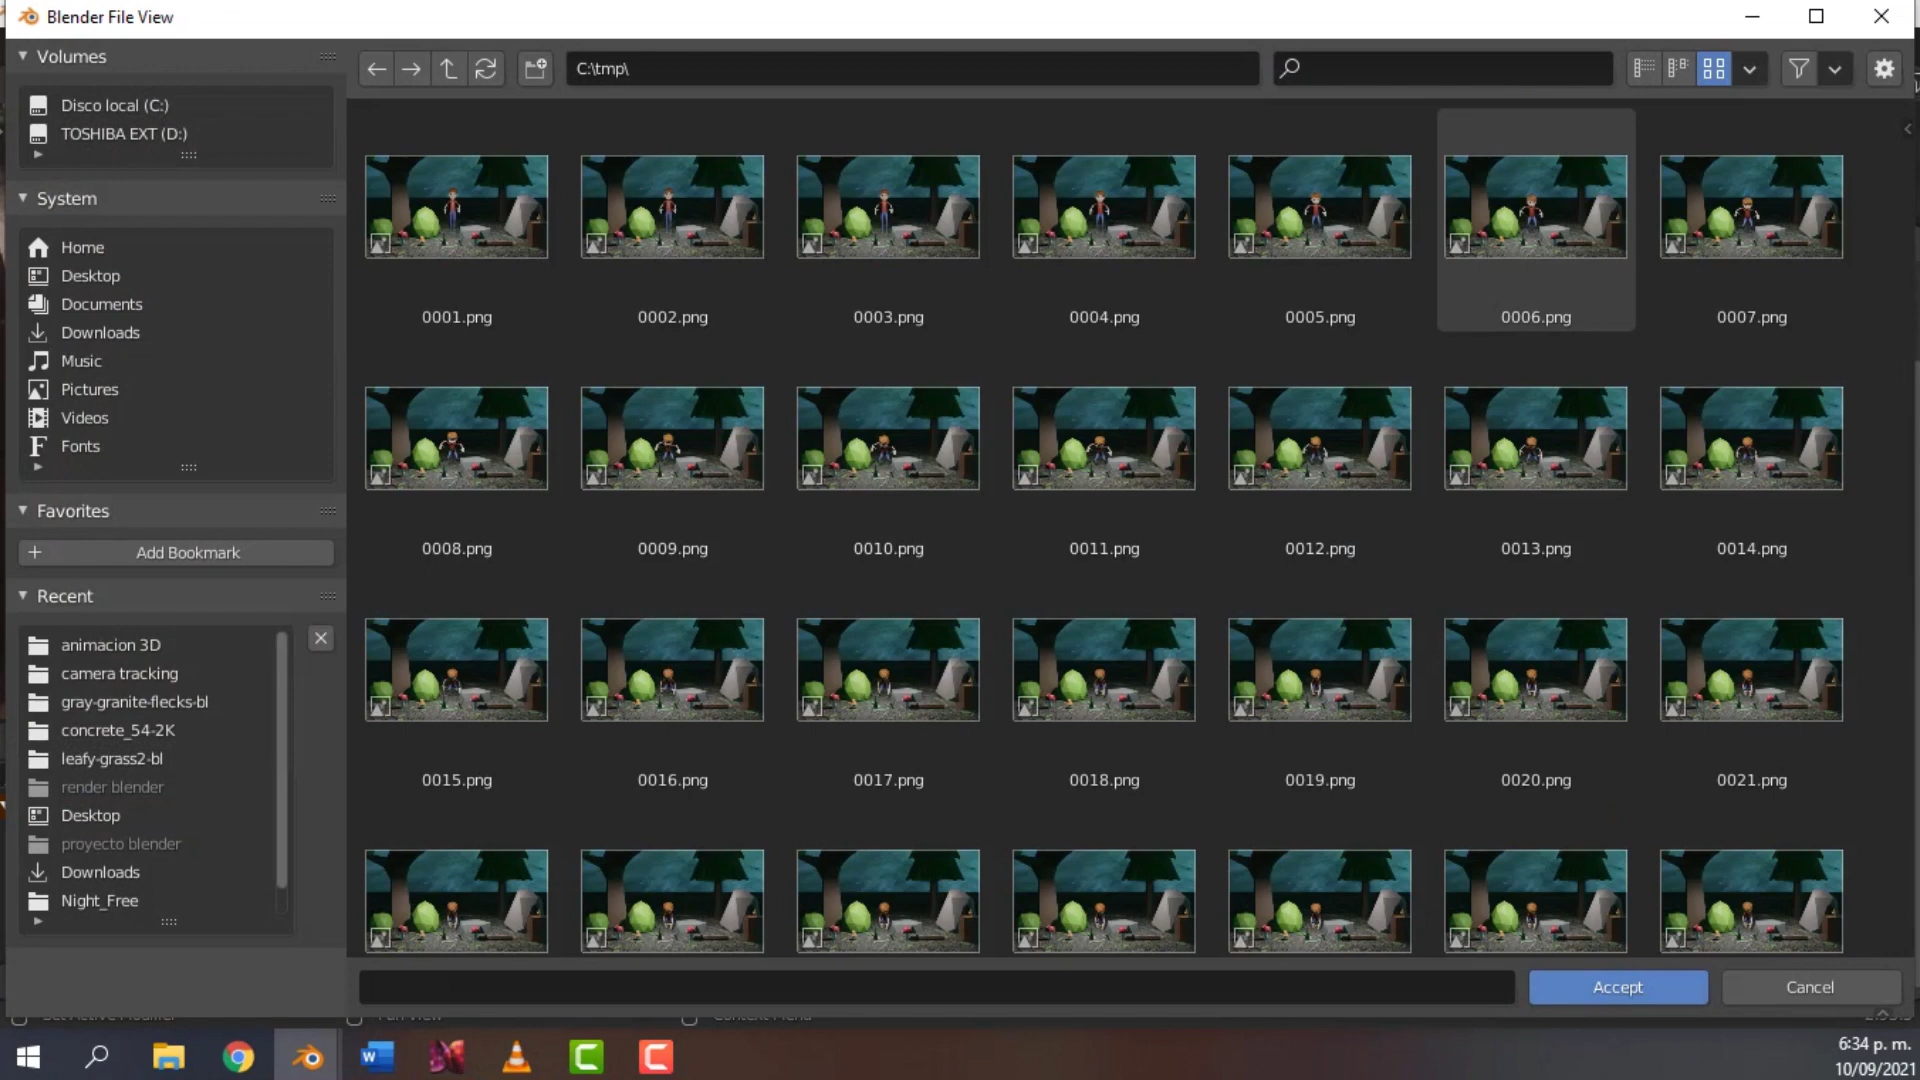 Blender File View
Volumes
Disco local (C:)
TOSHIBA EXT (D:)
System
Home
Desktop
Documents
Downloads
Music
Pictures
Videos
Fonts
Favorites
Add Bookmark
Recent
animacion 3D
camera tracking
gray-granite-flecks-bl
concrete_54-2K
leafy-grass2-bl
render blender
Desktop
proyecto blender
Downloads
Night_Free
C:\tmp\
0001.png 0002.png 0003.png 0004.png 0005.png 0006.png 0007.png
0008.png 0009.png 0010.png 0011.png 0012.png 0013.png 0014.png
0015.png 0016.png 0017.png 0018.png 0019.png 0020.png 0021.png
Accept Cancel
6:34 p. m.
10/09/2021